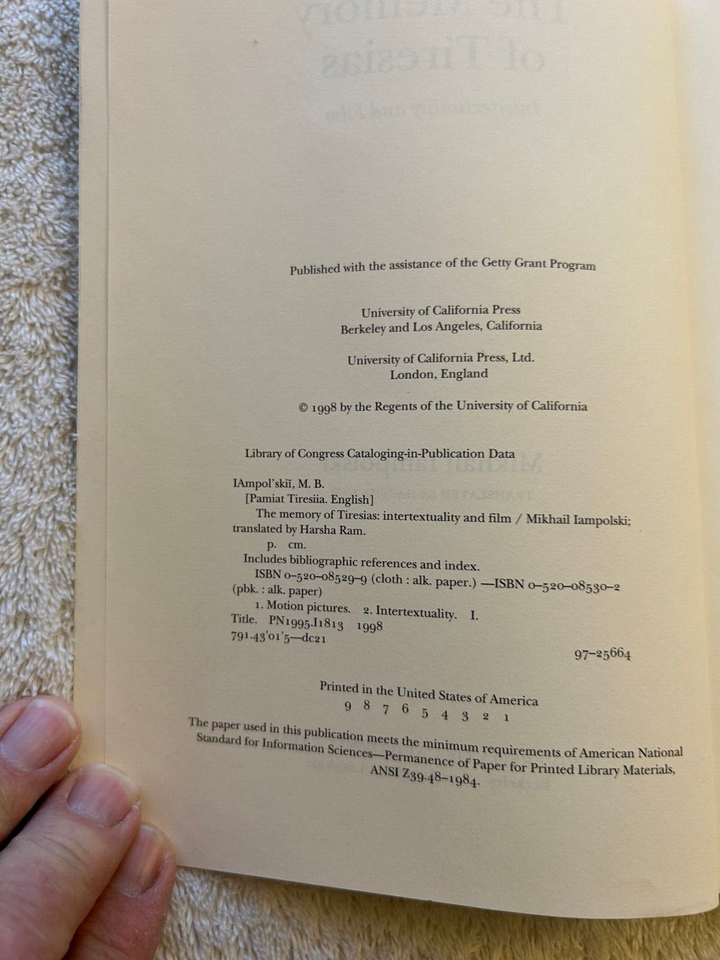 Published with the assistance of the Getty Grant Program
University of California Press
Berkeley and Los Angeles, California
University of California Press, Ltd.
London, England
© 1998 by the Regents of the University of California
Library of Congress Cataloging-in-Publication Data
IAmpol'skiĭ, M. B.
[Pamiat Tiresiia. English]
The memory of Tiresias: intertextuality and film / Mikhail Iampolski;
translated by Harsha Ram.
p. cm.
Includes bibliographic references and index.
ISBN 0-520-08529-9 (cloth : alk. paper.) —ISBN 0-520-08530-2
(pbk. : alk. paper)
1. Motion pictures. 2. Intertextuality. I.
Title. PN1995.I1813 1998
791.43'01'5—dc21
97-25664
Printed in the United States of America
9 8 7 6 5 4 3 2 1
The paper used in this publication meets the minimum requirements of American National
Standard for Information Sciences—Permanence of Paper for Printed Library Materials,
ANSI Z39.48-1984.